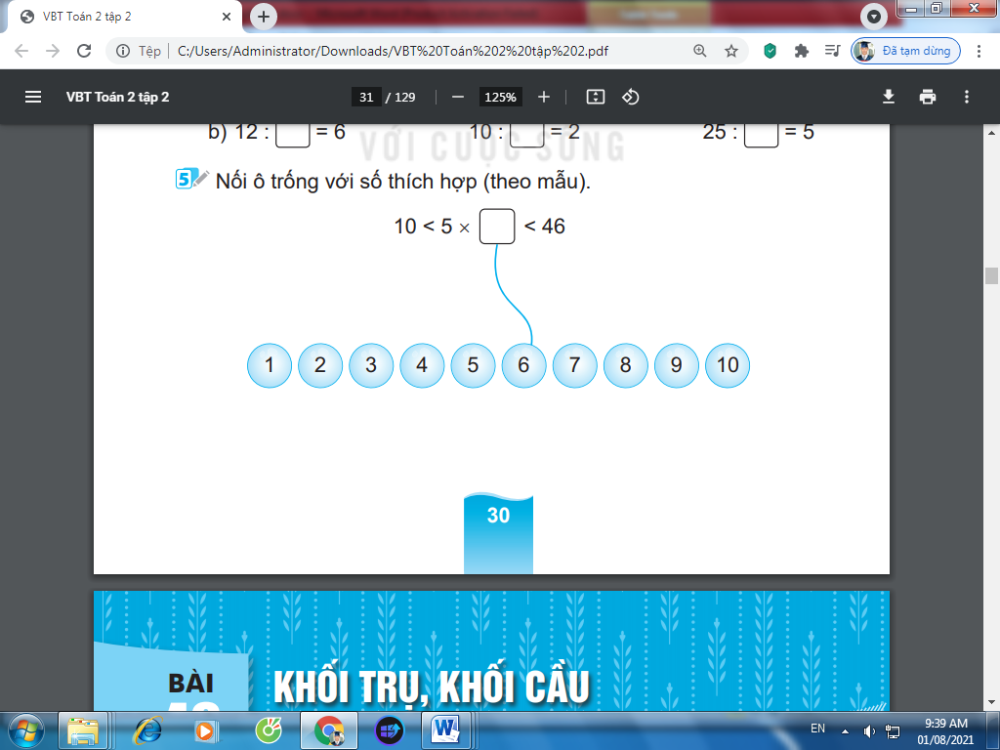 VBT Toán 2 tập 2
Tệp
C:/Users/Administrator/Downloads/VBT%20Toán%202%20tập%202.pdf
Đã tạm dừng
VBT Toán 2 tập 2
31 / 129
125%
b) 12 : = 6 10 : = 2 25 : = 5
VỚI CUỘC SỐNG
5 Nối ô trống với số thích hợp (theo mẫu).
10 < 5 × < 46
1 2 3 4 5 6 7 8 9 10
30
BÀI
KHỐI TRỤ, KHỐI CẦU
EN
9:39 AM
01/08/2021